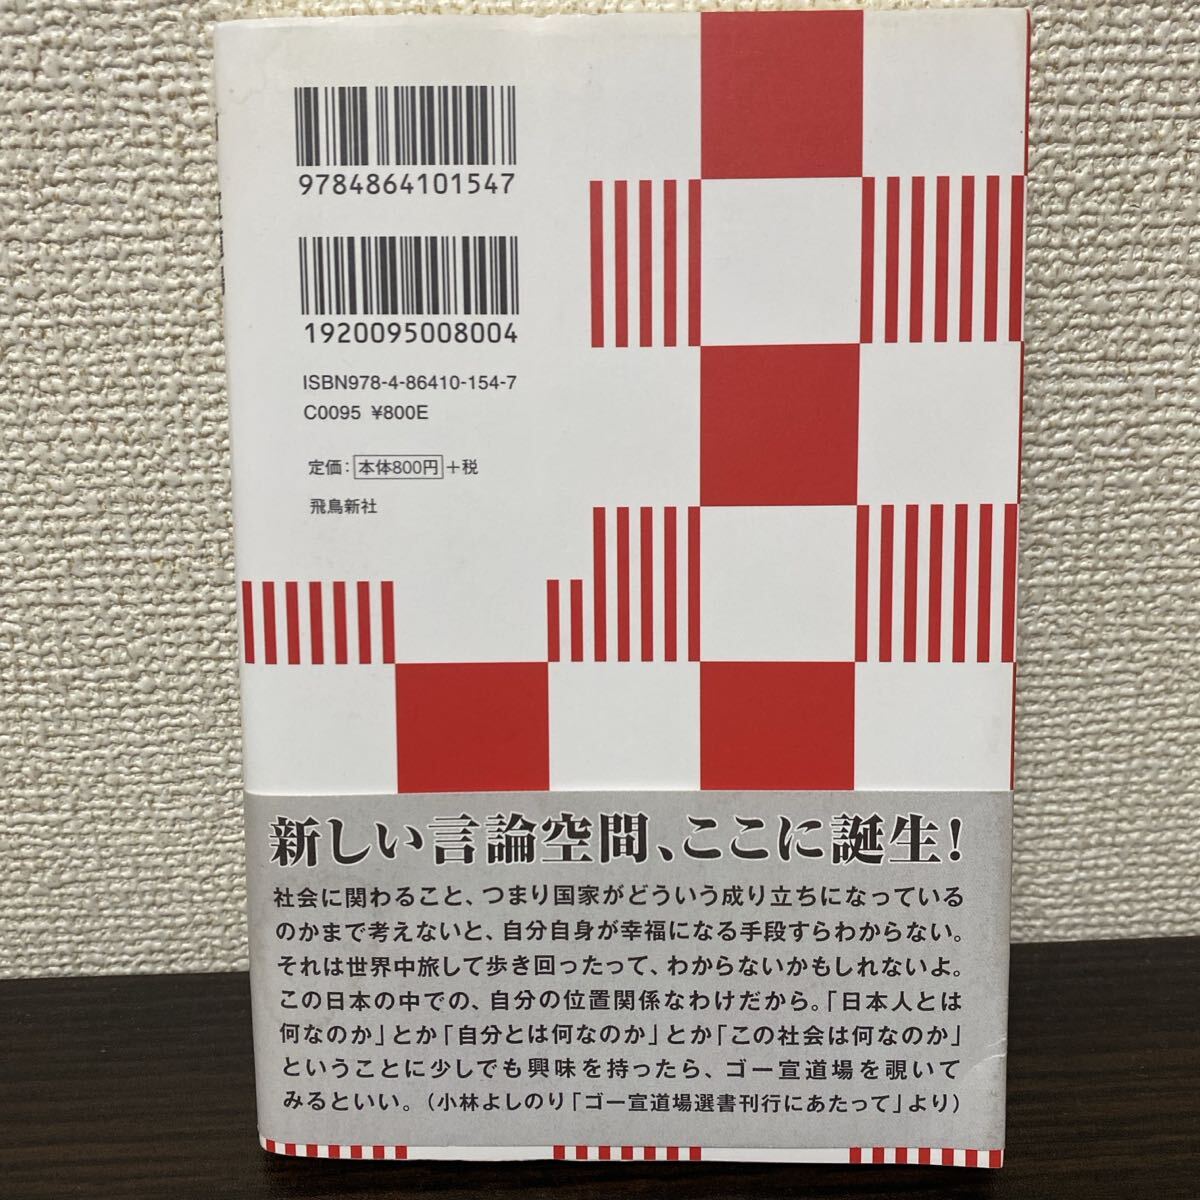 9784864101547
1920095008004
ISBN978-4-86410-154-7
C0095 ¥800E
定価：本体800円＋税
飛鳥新社
新しい言論空間、ここに誕生！
社会に関わること、つまり国家がどういう成り立ちになっている
のかまで考えないと、自分自身が幸福になる手段すらわからない。
それは世界中旅して歩き回ったって、わからないかもしれないよ。
この日本の中での、自分の位置関係なわけだから。「日本人とは
何なのか」とか「自分とは何なのか」とか「この社会は何なのか」
ということに少しでも興味を持ったら、ゴー宣道場を覗いて
みるといい。（小林よしのり「ゴー宣道場選書刊行にあたって」より）